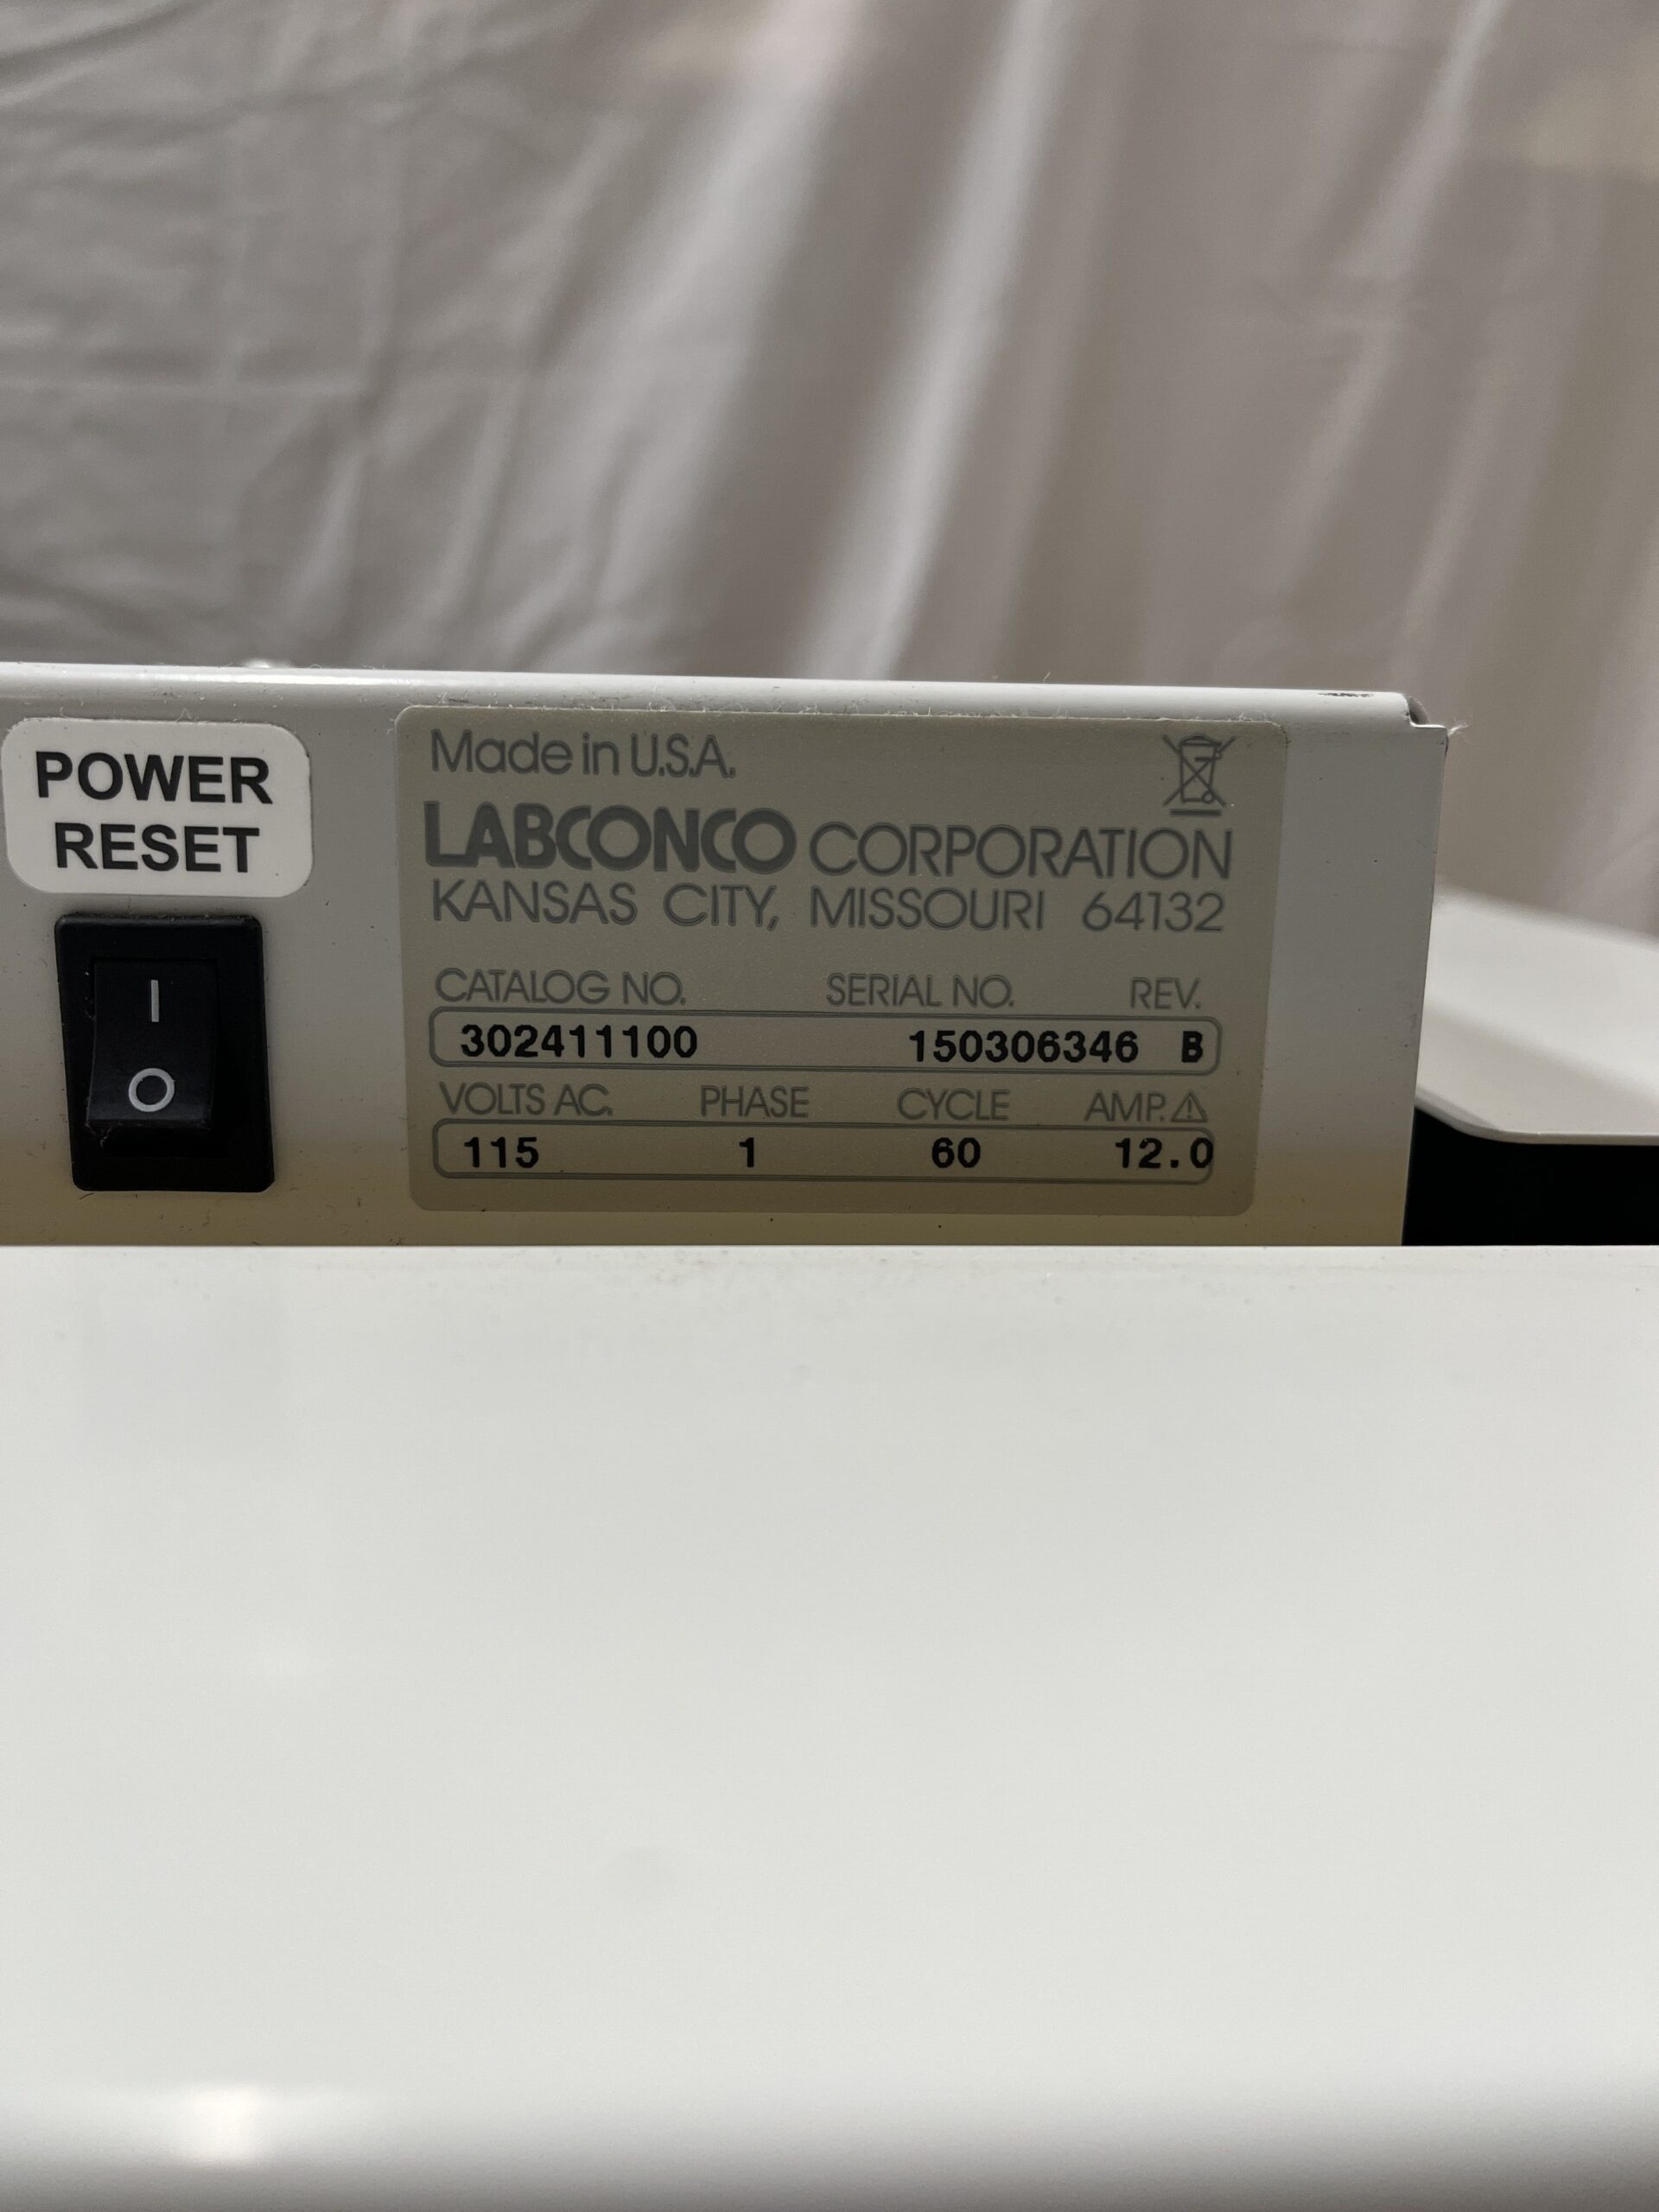 POWER
RESET
Made in U.S.A.
LABCONCO CORPORATION
KANSAS CITY, MISSOURI 64132
CATALOG NO. SERIAL NO. REV.
302411100 150306346 B
VOLTS AC. PHASE CYCLE AMP. ⚠
115 1 60 12.0